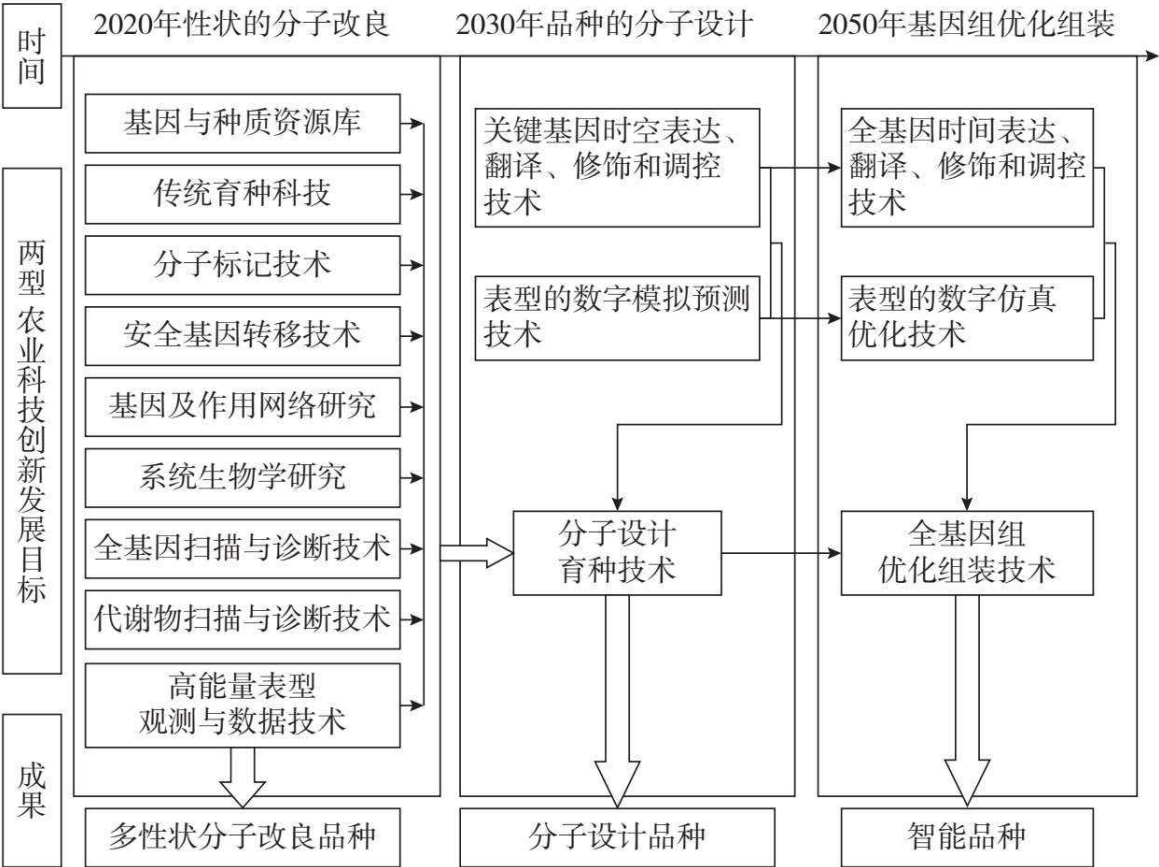 时间
2020年性状的分子改良
2030年品种的分子设计
2050年基因组优化组装
两型农业科技创新发展目标
基因与种质资源库
传统育种科技
分子标记技术
安全基因转移技术
基因及作用网络研究
系统生物学研究
全基因扫描与诊断技术
代谢物扫描与诊断技术
高能量表型
观测与数据技术
关键基因时空表达、
翻译、修饰和调控
技术
表型的数字模拟预测
技术
分子设计
育种技术
全基因时间表达、
翻译、修饰和调控
技术
表型的数字仿真
优化技术
全基因组
优化组装技术
成果
多性状分子改良品种
分子设计品种
智能品种